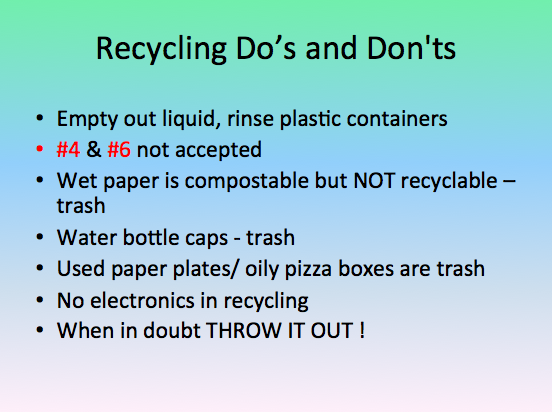 Recycling Do’s and Don'ts
• Empty out liquid, rinse plastic containers
• #4 & #6 not accepted
• Wet paper is compostable but NOT recyclable –
trash
• Water bottle caps - trash
• Used paper plates/ oily pizza boxes are trash
• No electronics in recycling
• When in doubt THROW IT OUT !